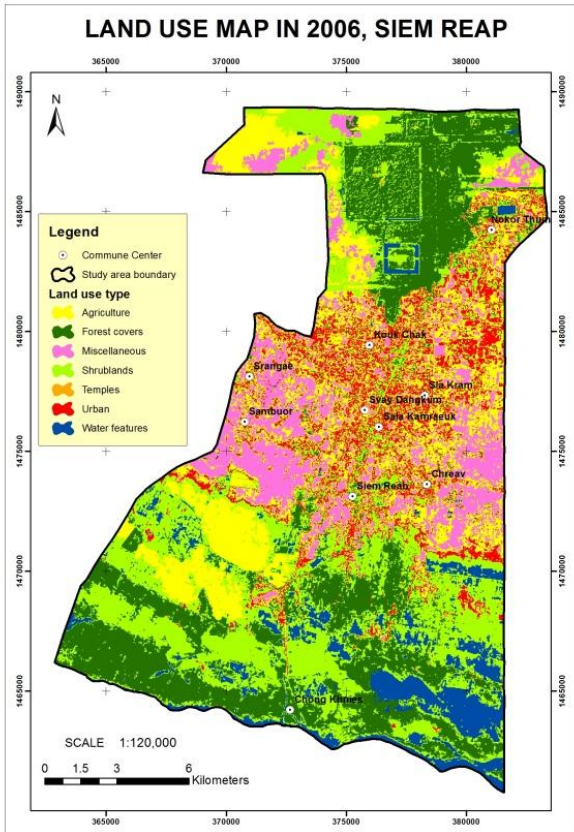 LAND USE MAP IN 2006, SIEM REAP
365000 370000 375000 380000
1490000 1490000
N
1485000 1485000
Nokor Thum
Legend
Commune Center
Study area boundary
Land use type
Agriculture
Forest covers
Miscellaneous
Shrublands
Temples
Urban
Water features
1480000 1480000
Kouk Chak
Srangae
Sla Kram
Svay Dangkum
Sambuor
Sala Kamraeuk
1475000 1475000
Chreav
Siem Reab
1470000 1470000
1465000 1465000
Chong Khnies
SCALE 1:120,000
0 1.5 3 6
Kilometers
365000 370000 375000 380000